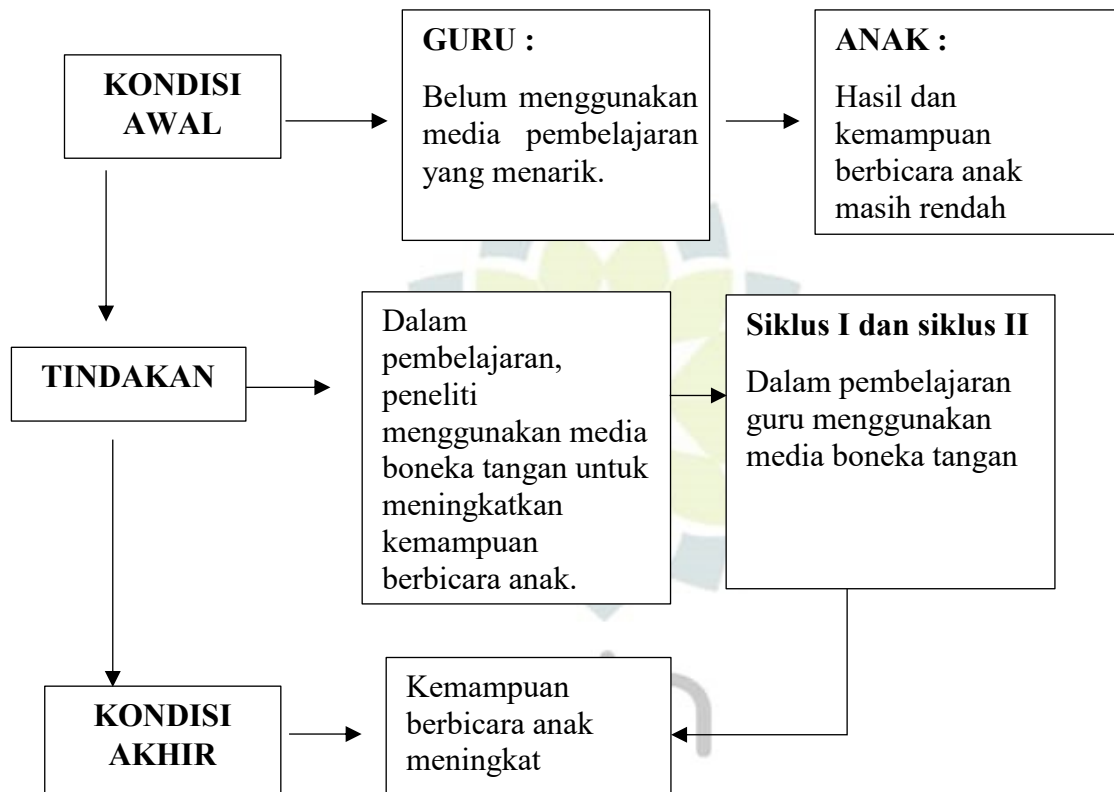 KONDISI
AWAL
GURU :
Belum menggunakan
media pembelajaran
yang menarik.
ANAK :
Hasil dan
kemampuan
berbicara anak
masih rendah
TINDAKAN
Dalam
pembelajaran,
peneliti
menggunakan media
boneka tangan untuk
meningkatkan
kemampuan
berbicara anak.
Siklus I dan siklus II
Dalam pembelajaran
guru menggunakan
media boneka tangan
KONDISI
AKHIR
Kemampuan
berbicara anak
meningkat